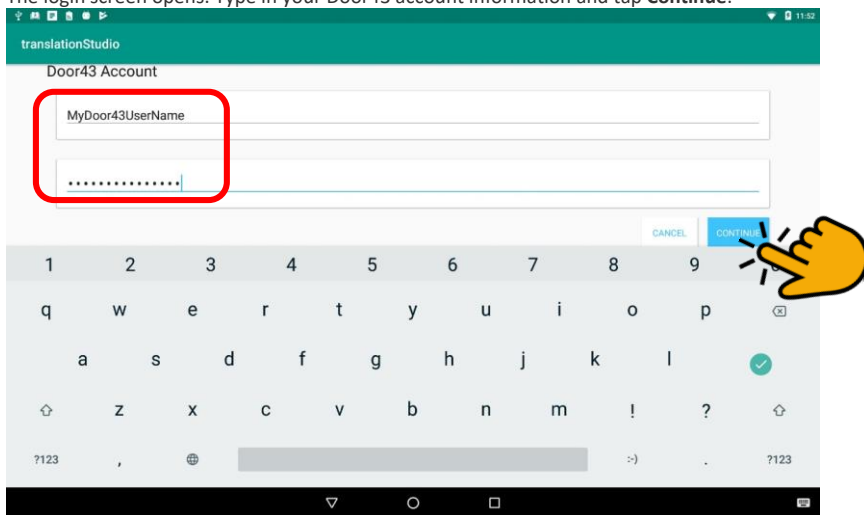 The login screen opens. Type in your Door43 account information and tap Continue.
11:52
translationStudio
Door43 Account
MyDoor43UserName
CANCEL CONTINUE
1 2 3 4 5 6 7 8 9
q w e r t y u i o p
a s d f g h j k l
z x c v b n m ! ?
?123 , :-) . ?123